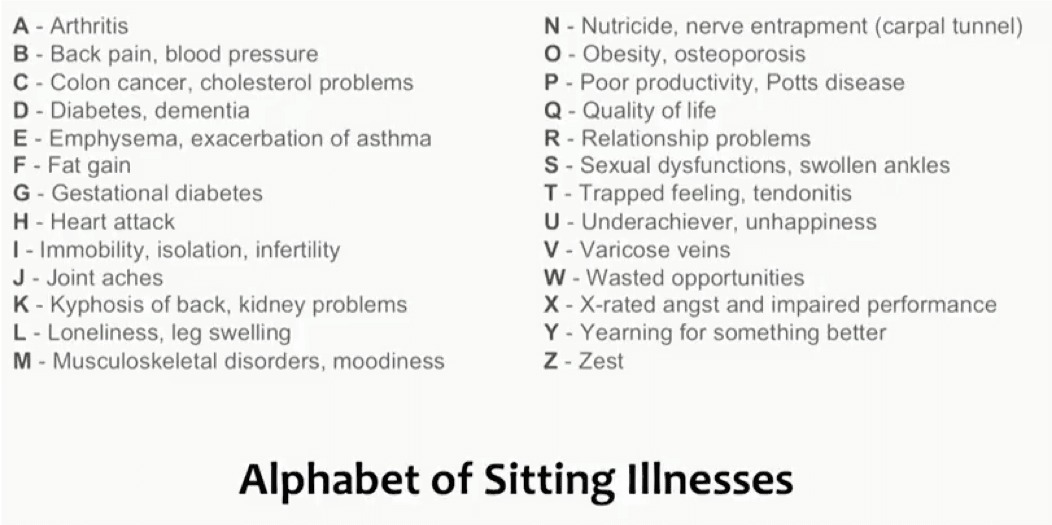 A - Arthritis
B - Back pain, blood pressure
C - Colon cancer, cholesterol problems
D - Diabetes, dementia
E - Emphysema, exacerbation of asthma
F - Fat gain
G - Gestational diabetes
H - Heart attack
I - Immobility, isolation, infertility
J - Joint aches
K - Kyphosis of back, kidney problems
L - Loneliness, leg swelling
M - Musculoskeletal disorders, moodiness
N - Nutricide, nerve entrapment (carpal tunnel)
O - Obesity, osteoporosis
P - Poor productivity, Potts disease
Q - Quality of life
R - Relationship problems
S - Sexual dysfunctions, swollen ankles
T - Trapped feeling, tendonitis
U - Underachiever, unhappiness
V - Varicose veins
W - Wasted opportunities
X - X-rated angst and impaired performance
Y - Yearning for something better
Z - Zest
Alphabet of Sitting Illnesses